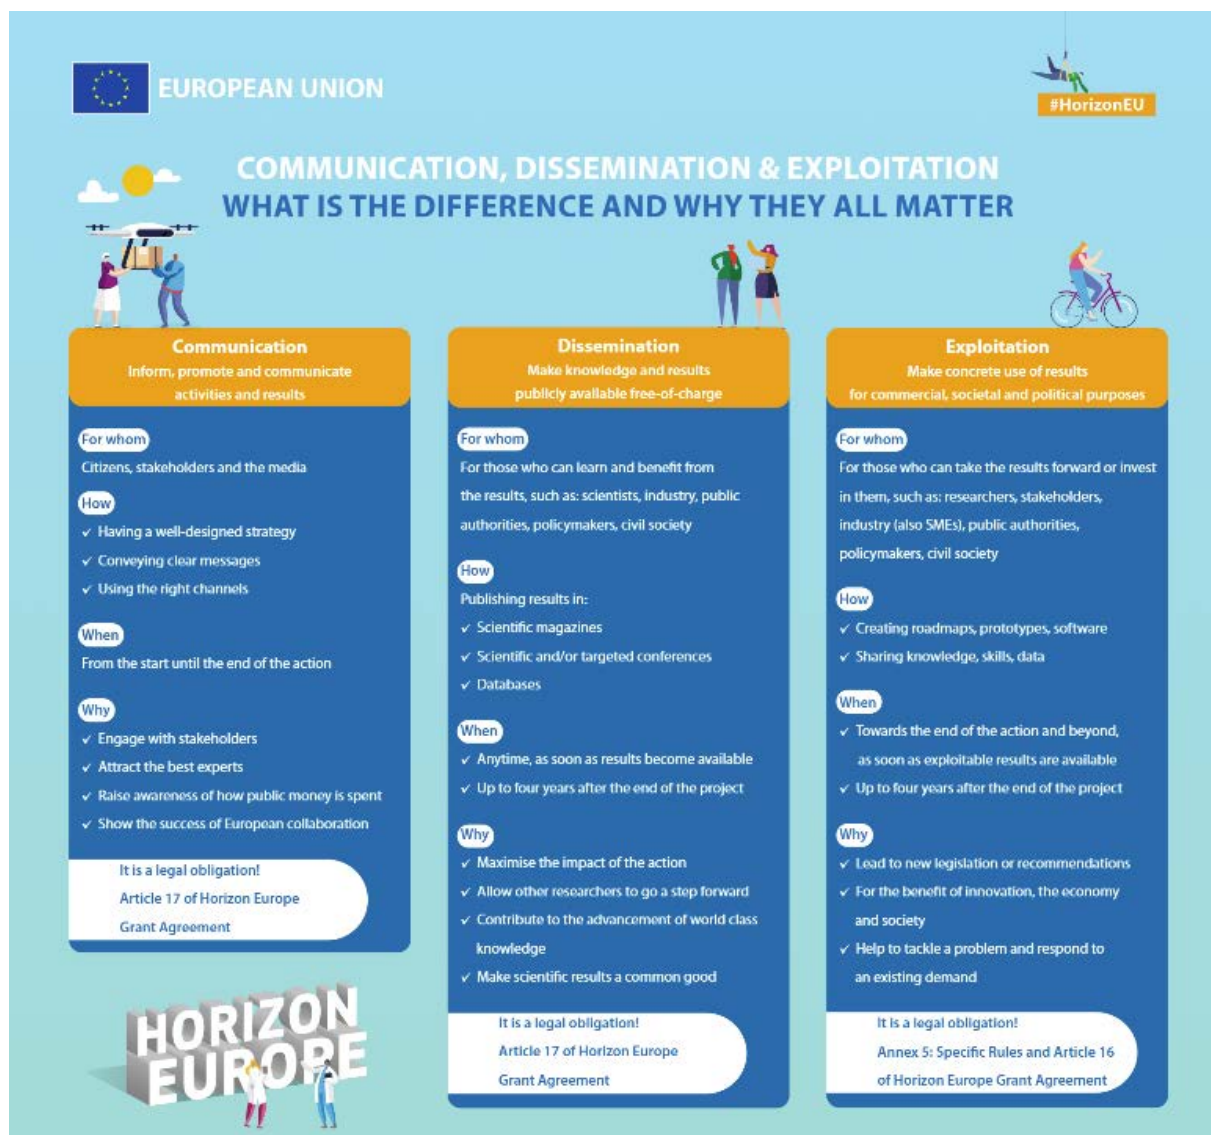 EUROPEAN UNION
#HorizonEU
COMMUNICATION, DISSEMINATION & EXPLOITATION
WHAT IS THE DIFFERENCE AND WHY THEY ALL MATTER
Communication
Inform, promote and communicate
activities and results
For whom
Citizens, stakeholders and the media
How
✓ Having a well-designed strategy
✓ Conveying clear messages
✓ Using the right channels
When
From the start until the end of the action
Why
✓ Engage with stakeholders
✓ Attract the best experts
✓ Raise awareness of how public money is spent
✓ Show the success of European collaboration
It is a legal obligation!
Article 17 of Horizon Europe
Grant Agreement
Dissemination
Make knowledge and results
publicly available free-of-charge
For whom
For those who can learn and benefit from
the results, such as: scientists, industry, public
authorities, policymakers, civil society
How
Publishing results in:
✓ Scientific magazines
✓ Scientific and/or targeted conferences
✓ Databases
When
✓ Anytime, as soon as results become available
✓ Up to four years after the end of the project
Why
✓ Maximise the impact of the action
✓ Allow other researchers to go a step forward
✓ Contribute to the advancement of world class
knowledge
✓ Make scientific results a common good
It is a legal obligation!
Article 17 of Horizon Europe
Grant Agreement
Exploitation
Make concrete use of results
for commercial, societal and political purposes
For whom
For those who can take the results forward or invest
in them, such as: researchers, stakeholders,
industry (also SMEs), public authorities,
policymakers, civil society
How
✓ Creating roadmaps, prototypes, software
✓ Sharing knowledge, skills, data
When
✓ Towards the end of the action and beyond,
as soon as exploitable results are available
✓ Up to four years after the end of the project
Why
✓ Lead to new legislation or recommendations
✓ For the benefit of innovation, the economy
and society
✓ Help to tackle a problem and respond to
an existing demand
It is a legal obligation!
Annex 5: Specific Rules and Article 16
of Horizon Europe Grant Agreement
HORIZON
EUROPE